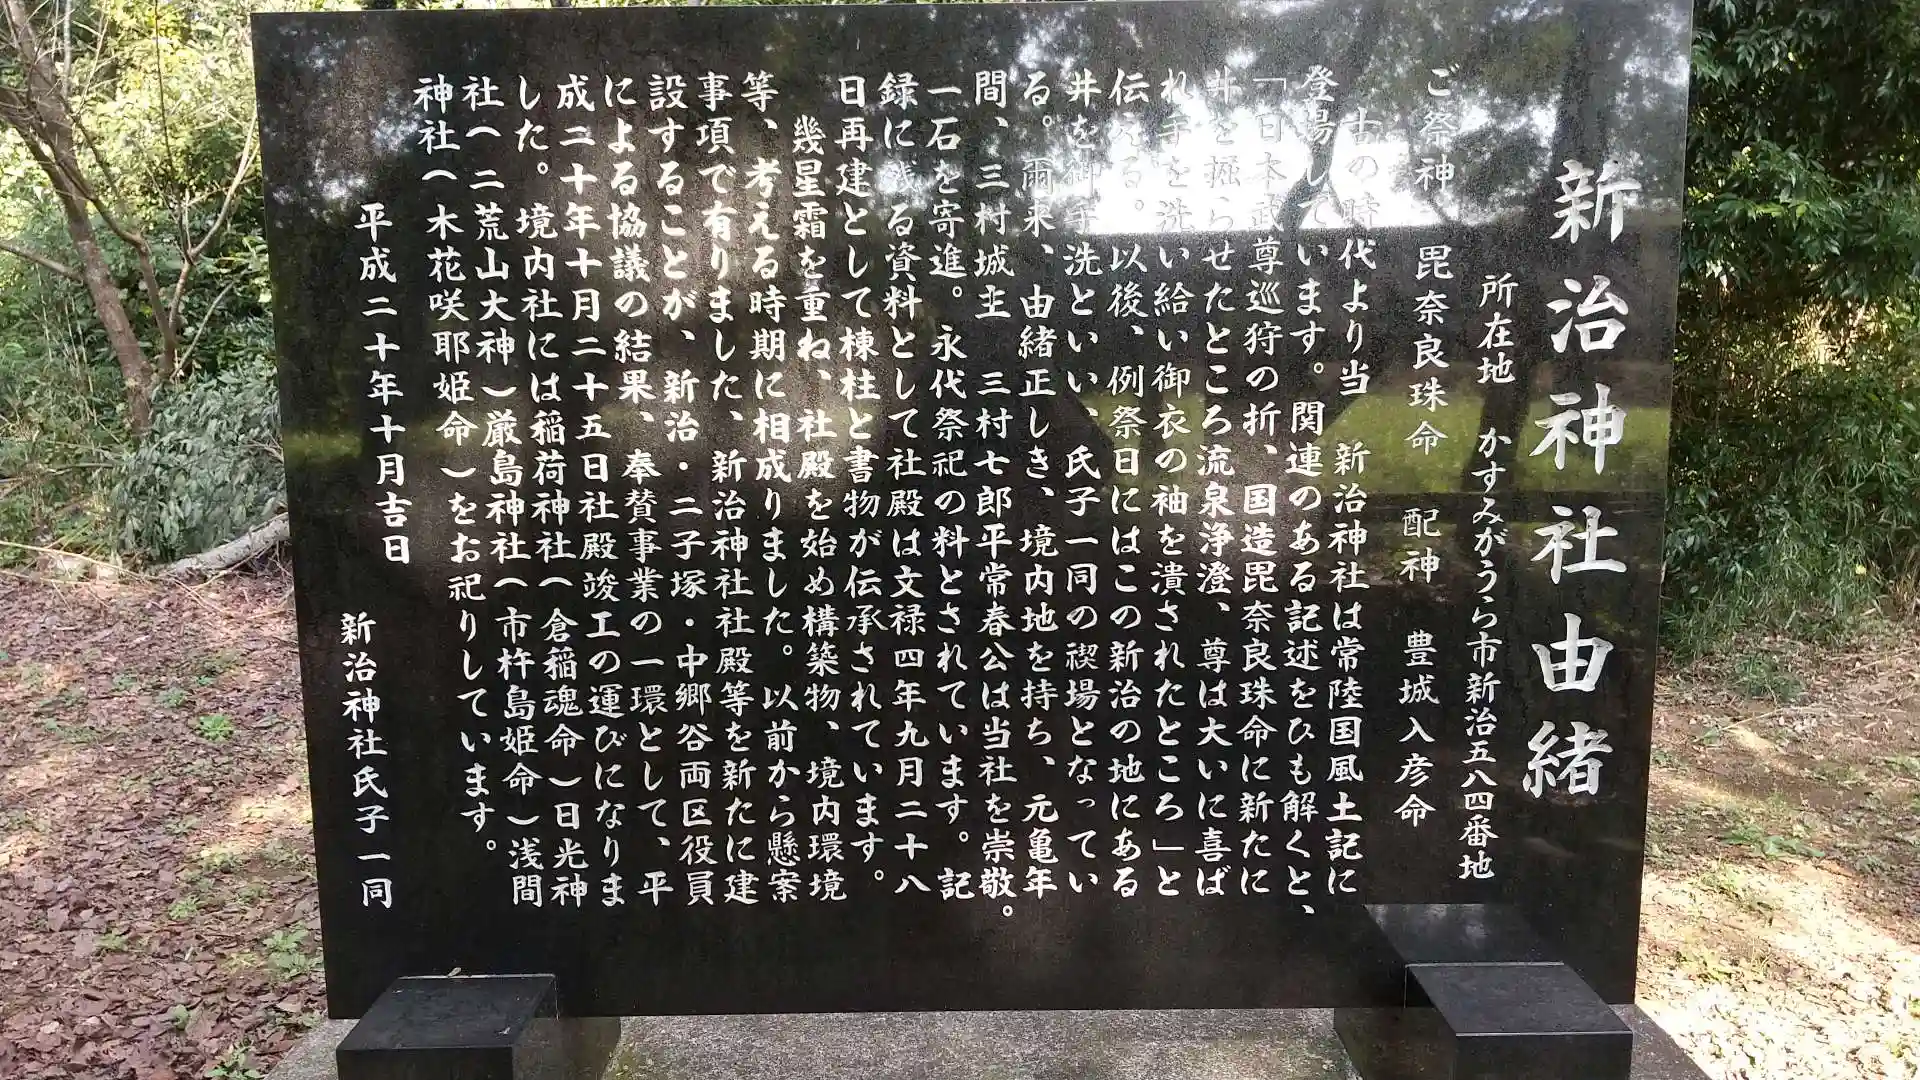 新治神社由緒
所在地 かすみがうら市新治五八四番地
ご祭神 毘奈良珠命 配神 豊城入彦命
古の時代より当 新治神社は常陸国風土記に
登場しています。関連のある記述をひも解くと、
「日本武尊巡狩の折、国造毘奈良珠命に新たに
井を掘らせたところ流泉浄澄、尊は大いに喜ば
れ手を洗い給い御衣の袖を漬されたところ」と
伝える。以後、例祭日にはこの新治の地にある
井を御手洗といい、氏子一同の禊場となってい
る。爾来、由緒正しき、境内地を持ち、元亀年
間、三村城主 三村七郎平常春公は当社を崇敬。
一石を寄進。永代祭祀の料とされています。記
録に残る資料として社殿は文禄四年九月二十八
日再建として棟柱と書物が伝承されています。
幾星霜を重ね、社殿を始め構築物、境内環境
等、考える時期に相成りました。以前から懸案
事項で有りました、新治神社社殿等を新たに建
設することが、新治・二子塚・中郷谷両区役員
による協議の結果、奉賛事業の一環として、平
成二十年十月二十五日社殿竣工の運びになりま
した。境内社には稲荷神社(倉稲魂命)日光神
社(二荒山大神)厳島神社(市杵島姫命)浅間
神社(木花咲耶姫命)をお祀りしています。
平成二十年十月吉日
新治神社氏子一同